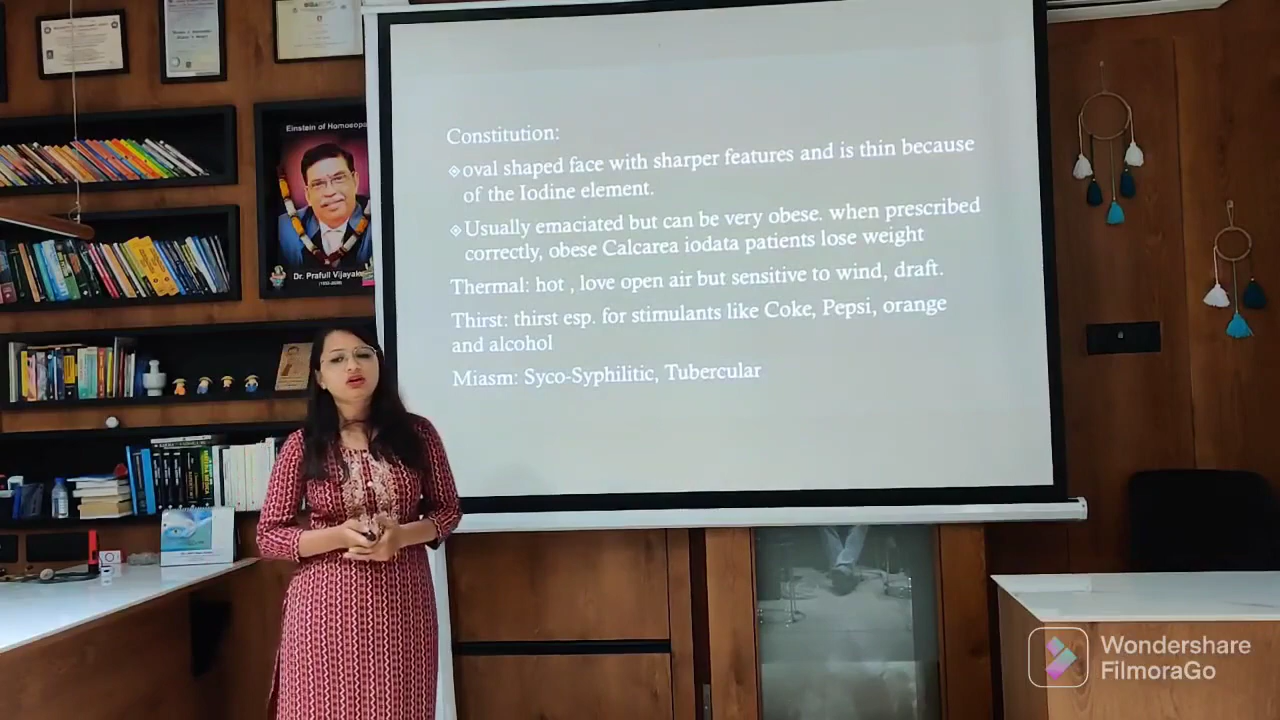 Einstein of Homoeopa
Dr. Prafull Vijayak
Constitution:
❖oval shaped face with sharper features and is thin because
of the Iodine element.
❖Usually emaciated but can be very obese. when prescribed
correctly, obese Calcarea iodata patients lose weight
Thermal: hot , love open air but sensitive to wind, draft.
Thirst: thirst esp. for stimulants like Coke, Pepsi, orange
and alcohol
Miasm: Syco-Syphilitic, Tubercular
Wondershare
FilmoraGo